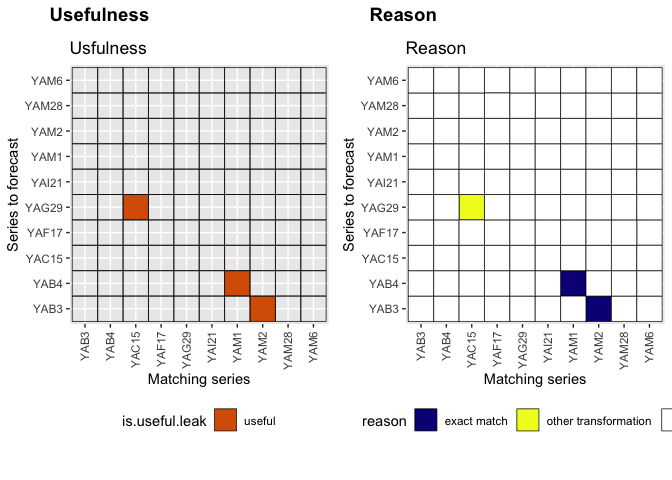 Usefulness
Usfulness
Series to forecast
YAM6
YAM28
YAM2
YAM1
YAI21
YAG29
YAF17
YAC15
YAB4
YAB3
YAB3 YAB4 YAC15 YAF17 YAG29 YAI21 YAM1 YAM2 YAM28 YAM6
Matching series
is.useful.leak useful
Reason
Reason
Series to forecast
YAM6
YAM28
YAM2
YAM1
YAI21
YAG29
YAF17
YAC15
YAB4
YAB3
YAB3 YAB4 YAC15 YAF17 YAG29 YAI21 YAM1 YAM2 YAM28 YAM6
Matching series
reason exact match other transformation